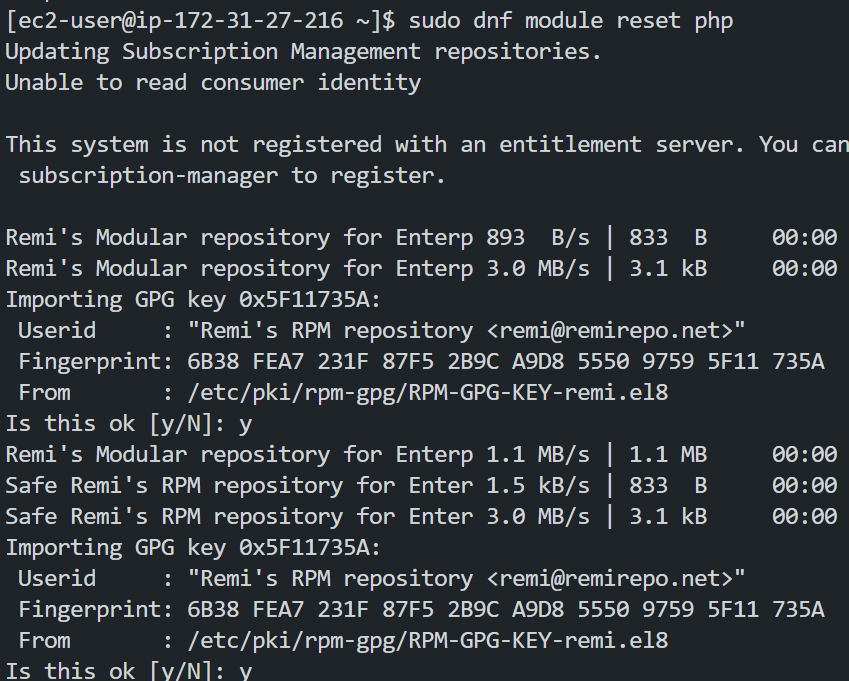 [ec2-user@ip-172-31-27-216 ~]$ sudo dnf module reset php
Updating Subscription Management repositories.
Unable to read consumer identity
This system is not registered with an entitlement server. You can
 subscription-manager to register.
Remi's Modular repository for Enterp 893  B/s | 833  B     00:00
Remi's Modular repository for Enterp 3.0 MB/s | 3.1 kB     00:00
Importing GPG key 0x5F11735A:
 Userid     : "Remi's RPM repository <remi@remirepo.net>"
 Fingerprint: 6B38 FEA7 231F 87F5 2B9C A9D8 5550 9759 5F11 735A
 From       : /etc/pki/rpm-gpg/RPM-GPG-KEY-remi.el8
Is this ok [y/N]: y
Remi's Modular repository for Enterp 1.1 MB/s | 1.1 MB     00:00
Safe Remi's RPM repository for Enter 1.5 kB/s | 833  B     00:00
Safe Remi's RPM repository for Enter 3.0 MB/s | 3.1 kB     00:00
Importing GPG key 0x5F11735A:
 Userid     : "Remi's RPM repository <remi@remirepo.net>"
 Fingerprint: 6B38 FEA7 231F 87F5 2B9C A9D8 5550 9759 5F11 735A
 From       : /etc/pki/rpm-gpg/RPM-GPG-KEY-remi.el8
Is this ok [y/N]: y